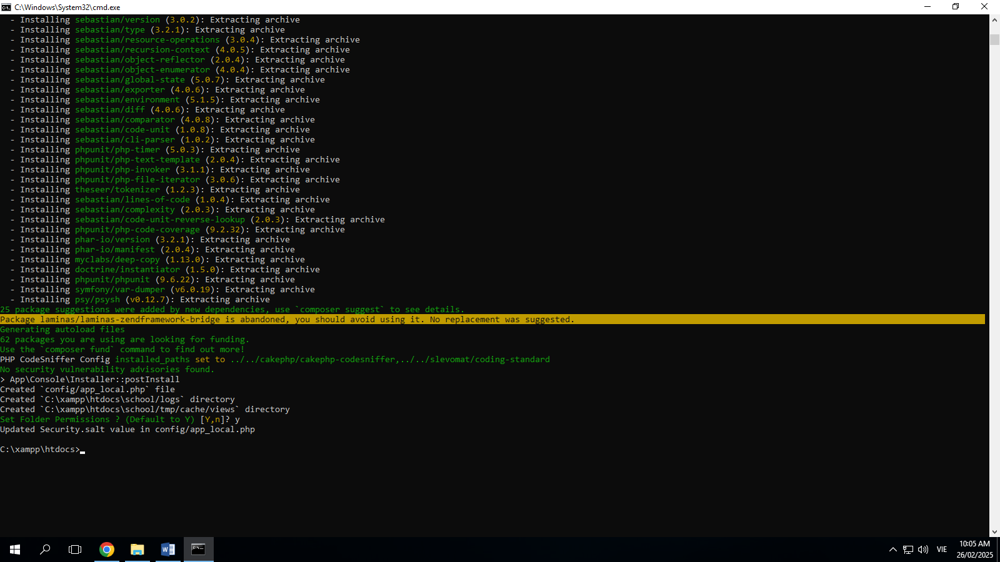 C:\Windows\System32\cmd.exe
- Installing sebastian/version (3.0.2): Extracting archive
- Installing sebastian/type (3.2.1): Extracting archive
- Installing sebastian/resource-operations (3.0.4): Extracting archive
- Installing sebastian/recursion-context (4.0.5): Extracting archive
- Installing sebastian/object-reflector (2.0.4): Extracting archive
- Installing sebastian/object-enumerator (4.0.4): Extracting archive
- Installing sebastian/global-state (5.0.7): Extracting archive
- Installing sebastian/exporter (4.0.6): Extracting archive
- Installing sebastian/environment (5.1.5): Extracting archive
- Installing sebastian/diff (4.0.6): Extracting archive
- Installing sebastian/comparator (4.0.8): Extracting archive
- Installing sebastian/code-unit (1.0.8): Extracting archive
- Installing sebastian/cli-parser (1.0.2): Extracting archive
- Installing phpunit/php-timer (5.0.3): Extracting archive
- Installing phpunit/php-text-template (2.0.4): Extracting archive
- Installing phpunit/php-invoker (3.1.1): Extracting archive
- Installing phpunit/php-file-iterator (3.0.6): Extracting archive
- Installing theseer/tokenizer (1.2.3): Extracting archive
- Installing sebastian/lines-of-code (1.0.4): Extracting archive
- Installing sebastian/complexity (2.0.3): Extracting archive
- Installing sebastian/code-unit-reverse-lookup (2.0.3): Extracting archive
- Installing phpunit/php-code-coverage (9.2.32): Extracting archive
- Installing phar-io/version (3.2.1): Extracting archive
- Installing phar-io/manifest (2.0.4): Extracting archive
- Installing myclabs/deep-copy (1.13.0): Extracting archive
- Installing doctrine/instantiator (1.5.0): Extracting archive
- Installing phpunit/phpunit (9.6.22): Extracting archive
- Installing symfony/var-dumper (v6.0.19): Extracting archive
- Installing psy/psysh (v0.12.7): Extracting archive
25 package suggestions were added by new dependencies, use `composer suggest` to see details.
Package laminas/laminas-zendframework-bridge is abandoned, you should avoid using it. No replacement was suggested.
Generating autoload files
62 packages you are using are looking for funding.
Use the `composer fund` command to find out more!
PHP CodeSniffer Config installed_paths set to ../../cakephp/cakephp-codesniffer,../../slevomat/coding-standard
No security vulnerability advisories found.
> App\Console\Installer::postInstall
Created `config/app_local.php` file
Created `C:\xampp\htdocs\school/logs` directory
Created `C:\xampp\htdocs\school/tmp/cache/views` directory
Set Folder Permissions ? (Default to Y) [Y,n]? y
Updated Security.salt value in config/app_local.php
C:\xampp\htdocs>
VIE
10:05 AM
26/02/2025